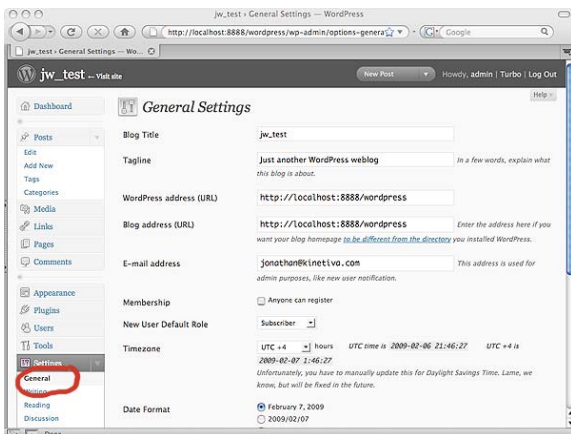 jw_test › General Settings — WordPress
http://localhost:8888/wordpress/wp-admin/options-genera
Google
jw_test › General Settings — Wo...
jw_test — Visit site
New Post
Howdy, admin | Turbo | Log Out
Help
Dashboard
Posts
Edit
Add New
Tags
Categories
Media
Links
Pages
Comments
Appearance
Plugins
Users
Tools
Settings
General
Writing
Reading
Discussion
General Settings
Blog Title
jw_test
Tagline
Just another WordPress weblog
In a few words, explain what
this blog is about.
WordPress address (URL)
http://localhost:8888/wordpress
Blog address (URL)
http://localhost:8888/wordpress
Enter the address here if you
want your blog homepage to be different from the directory you installed WordPress.
E-mail address
jonathan@kinetiva.com
This address is used for
admin purposes, like new user notification.
Membership
Anyone can register
New User Default Role
Subscriber
Timezone
UTC +4 hours UTC time is 2009-02-06 21:46:27 UTC +4 is
2009-02-07 1:46:27
Unfortunately, you have to manually update this for Daylight Savings Time. Lame, we
know, but will be fixed in the future.
Date Format
February 7, 2009
2009/02/07
Done